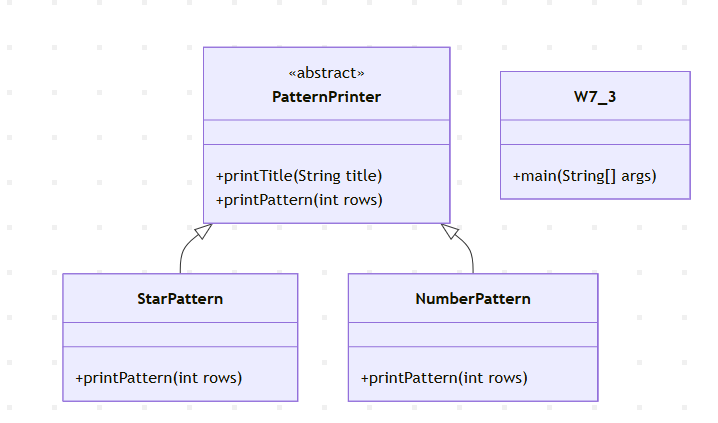 «abstract»
PatternPrinter
+printTitle(String title)
+printPattern(int rows)
W7_3
+main(String[] args)
StarPattern
+printPattern(int rows)
NumberPattern
+printPattern(int rows)